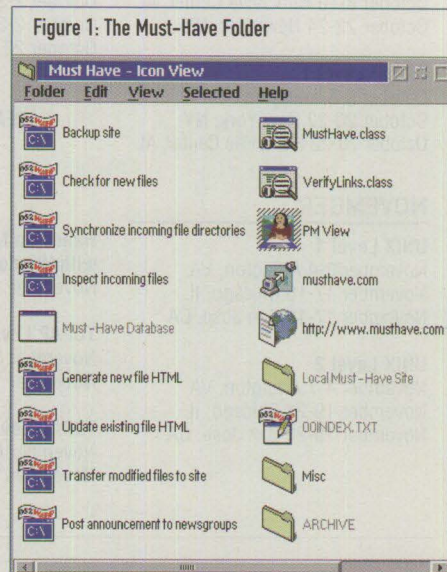 Figure 1: The Must-Have Folder
Must Have - Icon View
Folder Edit View Selected Help
Backup site
Check for new files
Synchronize incoming file directories
Inspect incoming files
Must-Have Database
Generate new file HTML
Update existing file HTML
Transfer modified files to site
Post announcement to newsgroups
MustHave.class
VerifyLinks.class
PM View
musthave.com
http://www.musthave.com
Local Must-Have Site
00INDEX.TXT
Misc
ARCHIVE